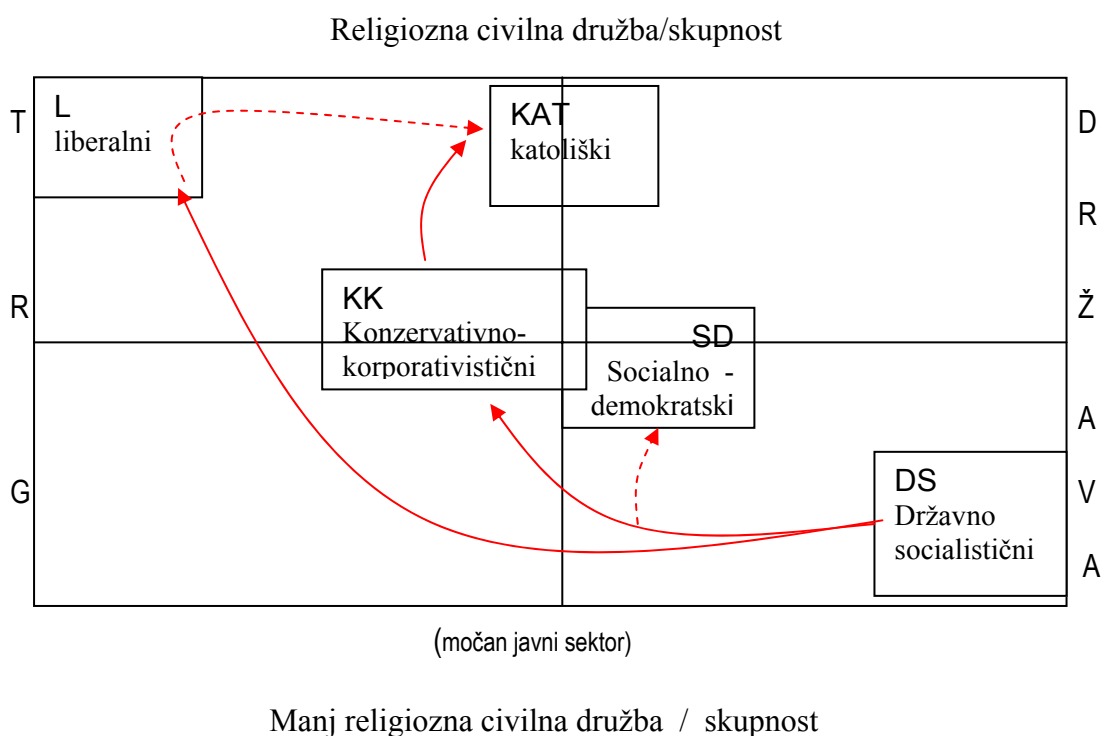 Religiozna civilna družba/skupnost
T
R
G
L
liberalni
KAT
katoliški
KK
Konzervativno-
korporativistični
SD
Socialno -
demokratski
DS
Državno
socialistični
D
R
Ž
A
V
A
(močan javni sektor)
Manj religiozna civilna družba / skupnost